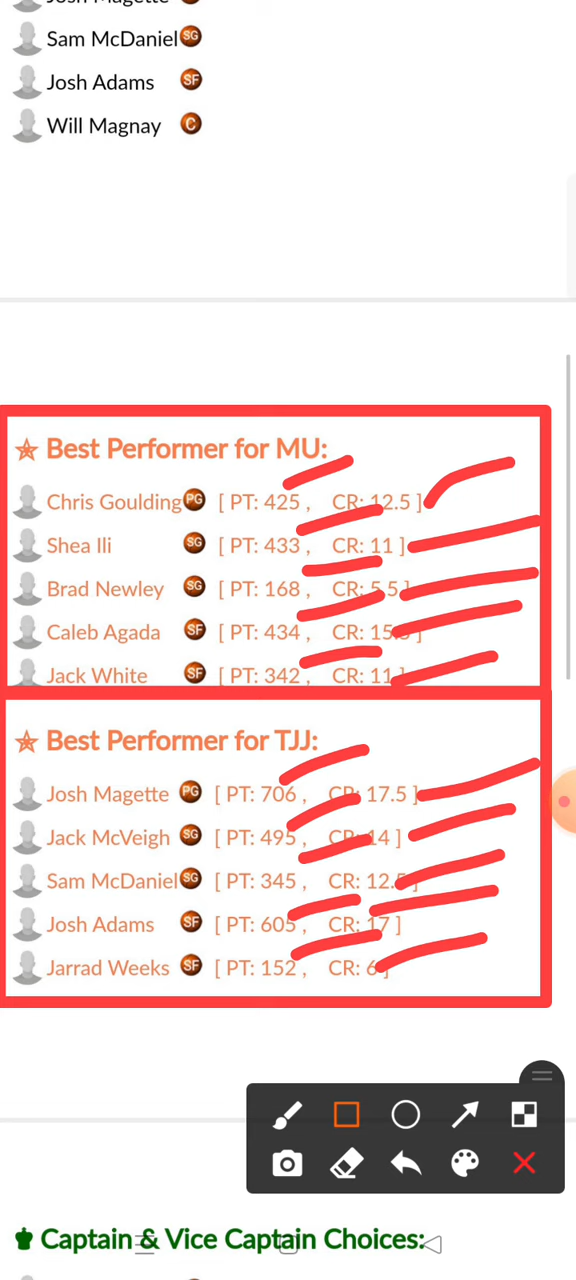 Sam McDaniel SG
Josh Adams SF
Will Magnay C
Best Performer for MU:
Chris Goulding PG [ PT: 425 , CR: 12.5 ]
Shea Ili SG [ PT: 433 , CR: 11 ]
Brad Newley SG [ PT: 168 , CR: 5.5 ]
Caleb Agada SF [ PT: 434 , CR: ]
Jack White SF [ PT: 342 , CR: 11 ]
Best Performer for TJJ:
Josh Magette PG [ PT: 706 , CR: 17.5 ]
Jack McVeigh SG [ PT: 495 , CR: 14 ]
Sam McDaniel SG [ PT: 345 , CR: ]
Josh Adams SF [ PT: 605 , CR: 17 ]
Jarrad Weeks SF [ PT: 152 , CR: 6 ]
Captain & Vice Captain Choices: